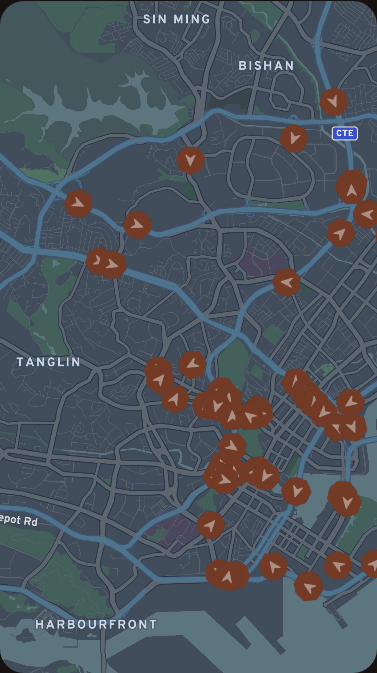 SIN MING
BISHAN
CTE
TANGLIN
epot Rd
HARBOURFRONT